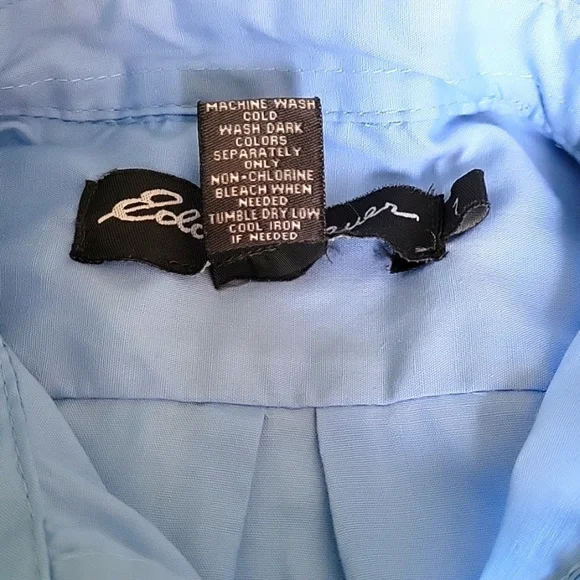 MACHINE WASH
COLD
WASH DARK
COLORS
SEPARATELY
ONLY
NON-CHLORINE
BLEACH WHEN
NEEDED
TUMBLE DRY LOW
COOL IRON
IF NEEDED